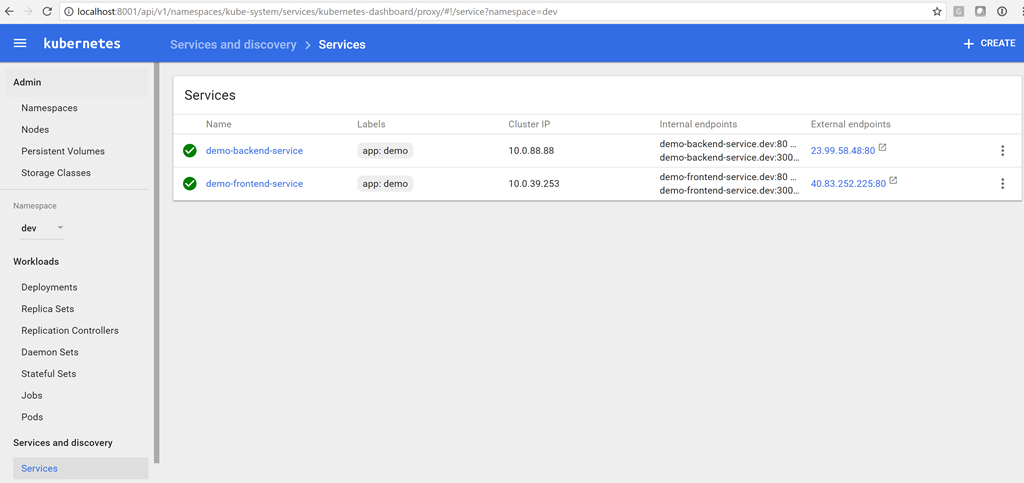 localhost:8001/api/v1/namespaces/kube-system/services/kubernetes-dashboard/proxy/#!/service?namespace=dev
kubernetes
Services and discovery > Services
+ CREATE
Admin
Namespaces
Nodes
Persistent Volumes
Storage Classes
Namespace
dev
Workloads
Deployments
Replica Sets
Replication Controllers
Daemon Sets
Stateful Sets
Jobs
Pods
Services and discovery
Services
Services
Name Labels Cluster IP Internal endpoints External endpoints
demo-backend-service app: demo 10.0.88.88 demo-backend-service.dev:80 ... 23.99.58.48:80
demo-backend-service.dev:300...
demo-frontend-service app: demo 10.0.39.253 demo-frontend-service.dev:80 ... 40.83.252.225:80
demo-frontend-service.dev:300...